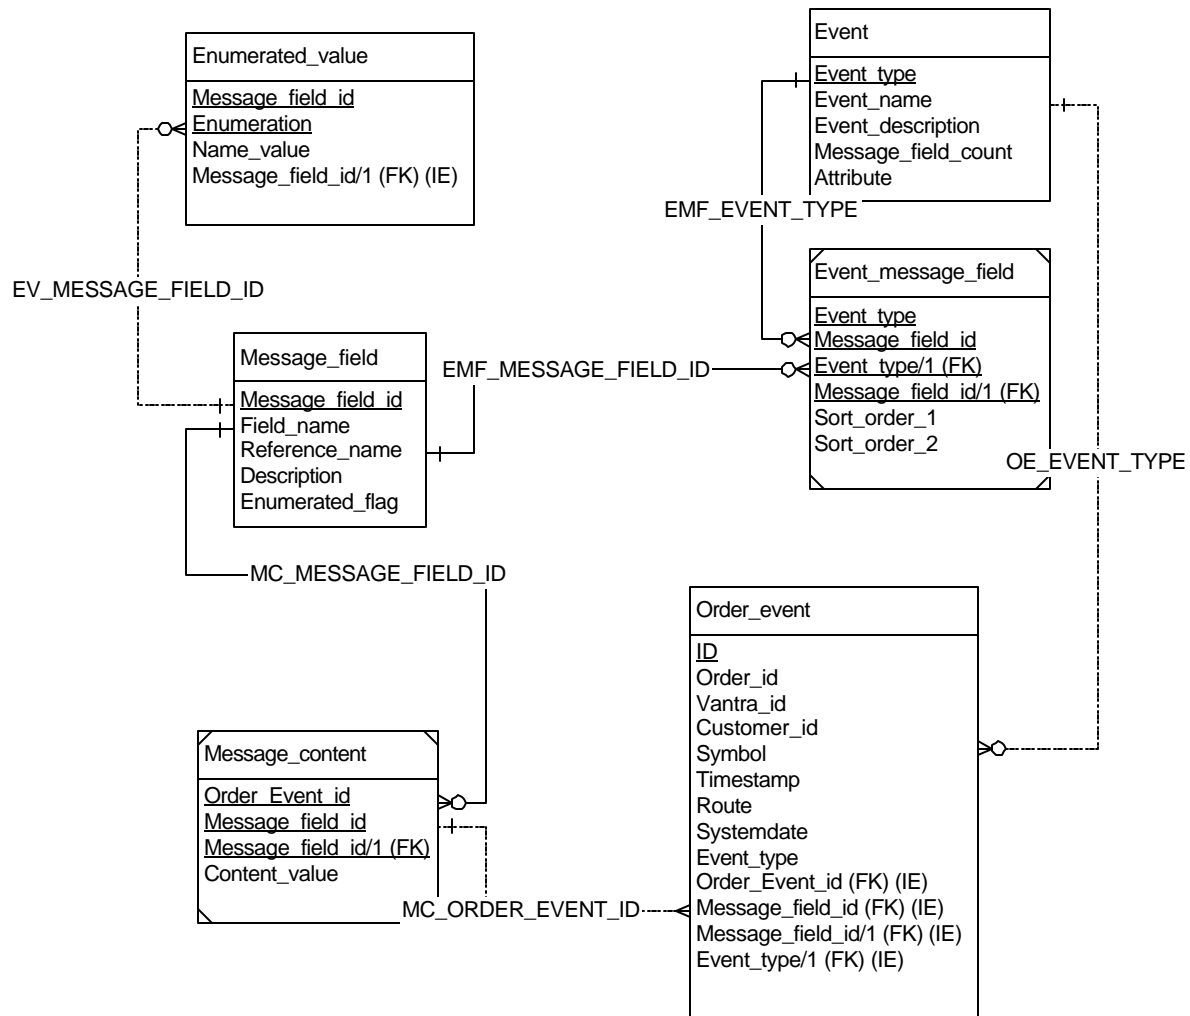 Enumerated_value
Message_field_id
Enumeration
Name_value
Message_field_id/1 (FK) (IE)
Event
Event_type
Event_name
Event_description
Message_field_count
Attribute
EMF_EVENT_TYPE
EV_MESSAGE_FIELD_ID
Event_message_field
Event_type
Message_field_id
Event_type/1 (FK)
Message_field_id/1 (FK)
Sort_order_1
Sort_order_2
Message_field
Message_field_id
Field_name
Reference_name
Description
Enumerated_flag
EMF_MESSAGE_FIELD_ID
OE_EVENT_TYPE
MC_MESSAGE_FIELD_ID
Order_event
ID
Order_id
Vantra_id
Customer_id
Symbol
Timestamp
Route
Systemdate
Event_type
Order_Event_id (FK) (IE)
Message_field_id (FK) (IE)
Message_field_id/1 (FK) (IE)
Event_type/1 (FK) (IE)
Message_content
Order_Event_id
Message_field_id
Message_field_id/1 (FK)
Content_value
MC_ORDER_EVENT_ID